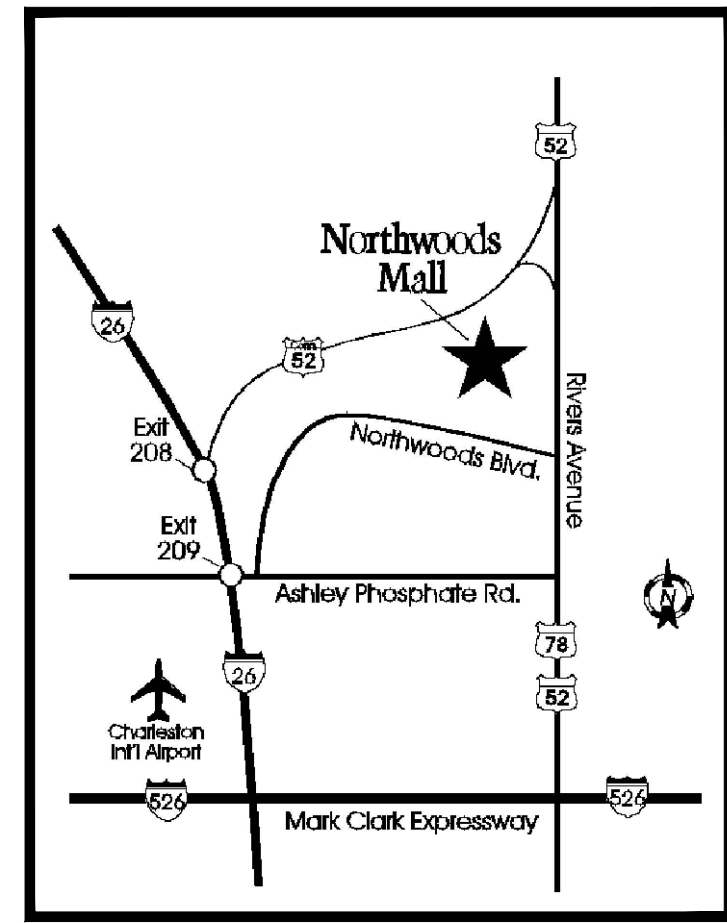 52
Northwoods
Mall
26
Conn.
52
Rivers Avenue
Exit
208
Northwoods Blvd.
Exit
209
Ashley Phosphate Rd.
N
78
26
52
Charleston
Int'l Airport
526
526
Mark Clark Expressway